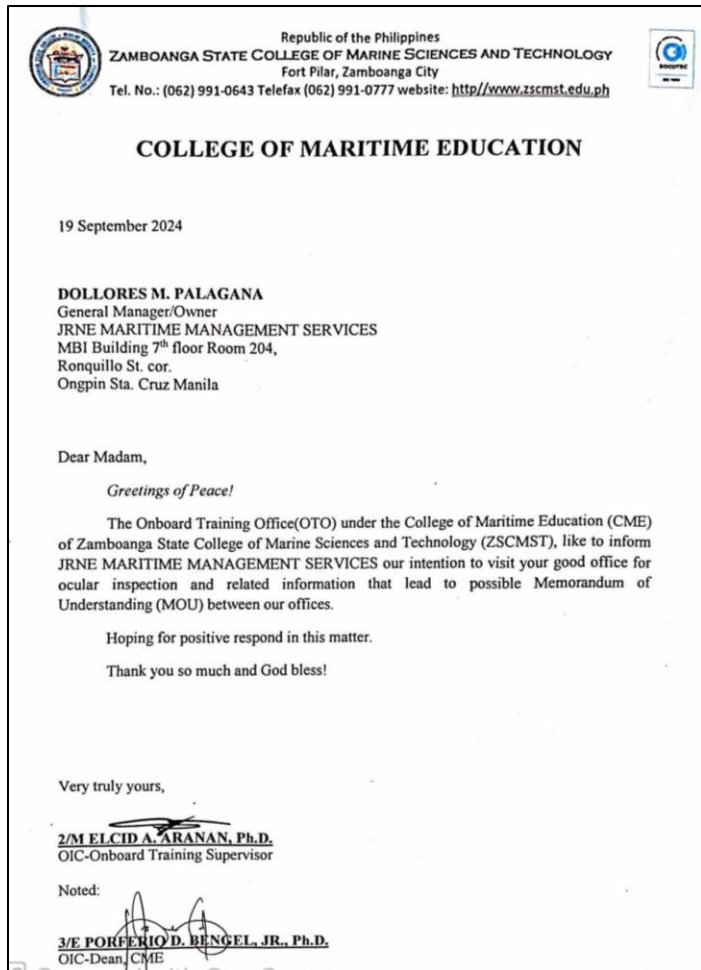 Republic of the Philippines
ZAMBOANGA STATE COLLEGE OF MARINE SCIENCES AND TECHNOLOGY
Fort Pilar, Zamboanga City
Tel. No.: (062) 991-0643 Telefax (062) 991-0777 website: http//www.zscmst.edu.ph
SOCOTEC
COLLEGE OF MARITIME EDUCATION
19 September 2024
DOLLORES M. PALAGANA
General Manager/Owner
JRNE MARITIME MANAGEMENT SERVICES
MBI Building 7th floor Room 204,
Ronquillo St. cor.
Ongpin Sta. Cruz Manila
Dear Madam,
Greetings of Peace!
The Onboard Training Office(OTO) under the College of Maritime Education (CME)
of Zamboanga State College of Marine Sciences and Technology (ZSCMST), like to inform
JRNE MARITIME MANAGEMENT SERVICES our intention to visit your good office for
ocular inspection and related information that lead to possible Memorandum of
Understanding (MOU) between our offices.
Hoping for positive respond in this matter.
Thank you so much and God bless!
Very truly yours,
2/M ELCID A. ARANAN, Ph.D.
OIC-Onboard Training Supervisor
Noted:
3/E PORFERIO D. BENGEL, JR., Ph.D.
OIC-Dean, CME